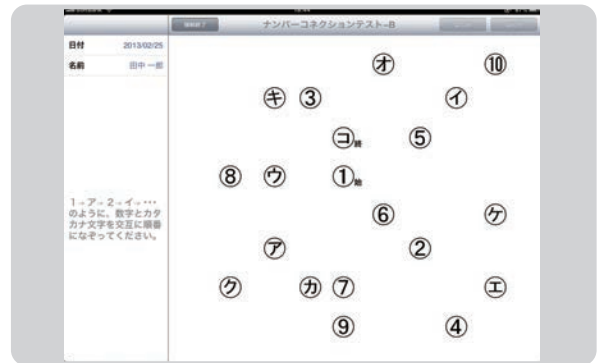 ナンバーコネクションテスト-B
日付 2013/02/25
名前 田中 一郎
オ ⑩
キ ③ イ
コ終 ⑤
⑧ ウ ①始
1→ア→2→イ→・・・
のように、数字とカタ
カナ文字を交互に順番
になぞってください。
⑥ ケ
ア ②
ク カ ⑦ エ
⑨ ④